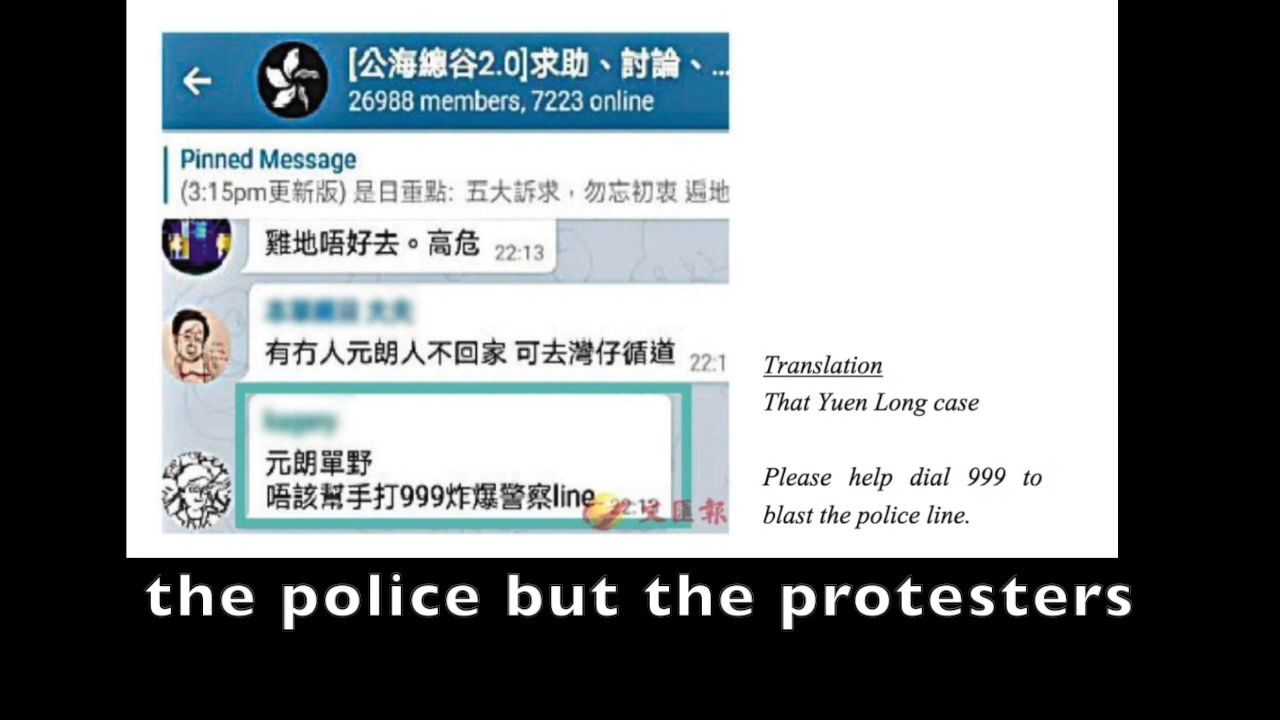 [公海總谷2.0]求助、討論、...
26988 members, 7223 online
Pinned Message
(3:15pm更新版) 是日重點: 五大訴求，勿忘初衷 遍地
雞地唔好去。高危 22:13
有冇人元朗人不回家 可去灣仔循道 22:1
元朗單野
唔該幫手打999炸爆警察line
文匯報
Translation
That Yuen Long case
Please help dial 999 to
blast the police line.
the police but the protesters